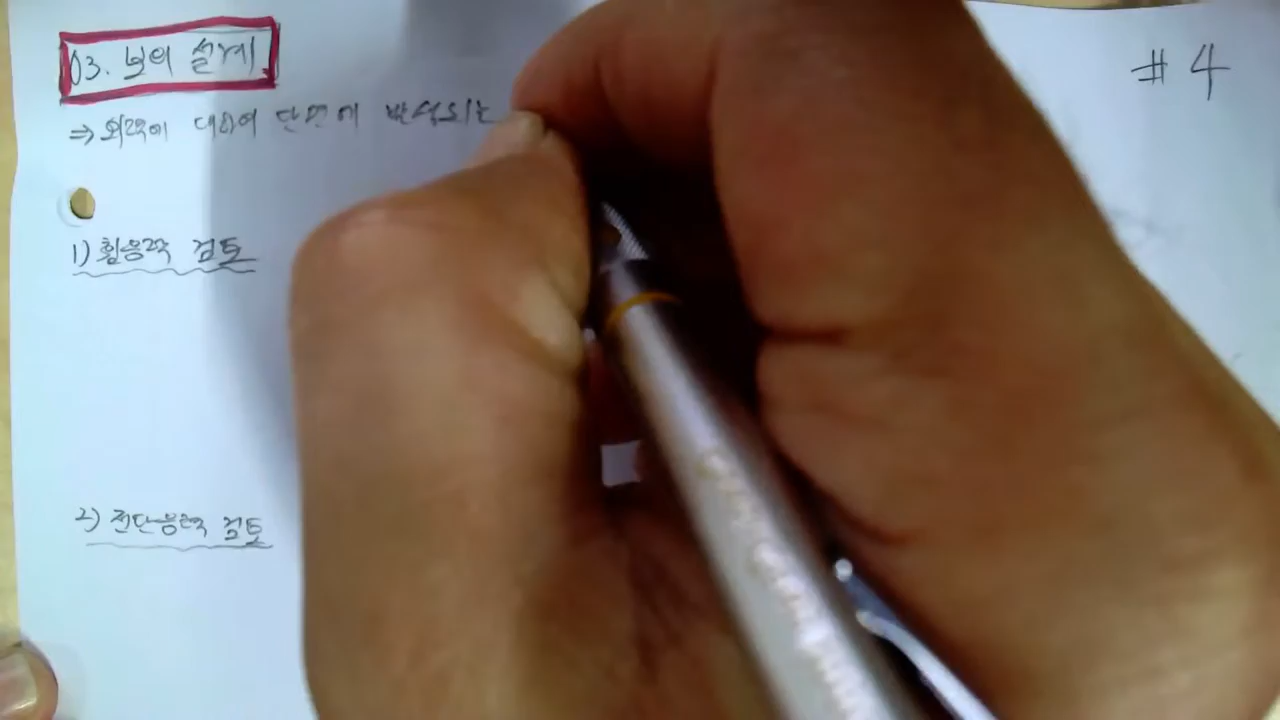 03. 보의 설계
# 4
⇒ 외력에 대하여 단면에 발생되는
1) 휨응력 검토
2) 전단응력 검토